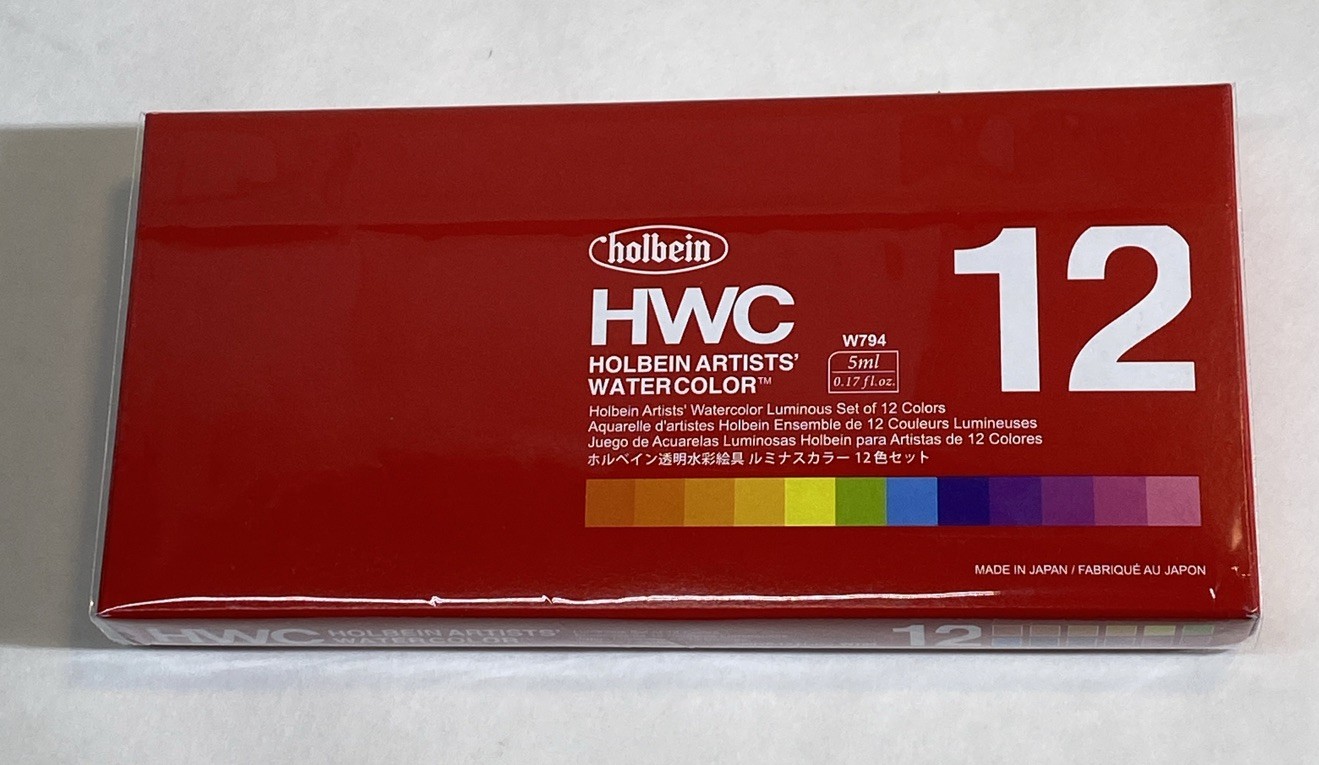 holbein
12
HWC
W794
HOLBEIN ARTISTS'
WATERCOLOR™
5ml
0.17 fl.oz.
Holbein Artists' Watercolor Luminous Set of 12 Colors
Aquarelle d'artistes Holbein Ensemble de 12 Couleurs Lumineuses
Juego de Acuarelas Luminosas Holbein para Artistas de 12 Colores
ホルベイン透明水彩絵具 ルミナスカラー 12色セット
MADE IN JAPAN / FABRIQUÉ AU JAPON
HWC
HOLBEIN ARTISTS'
WATERCOLOR
12